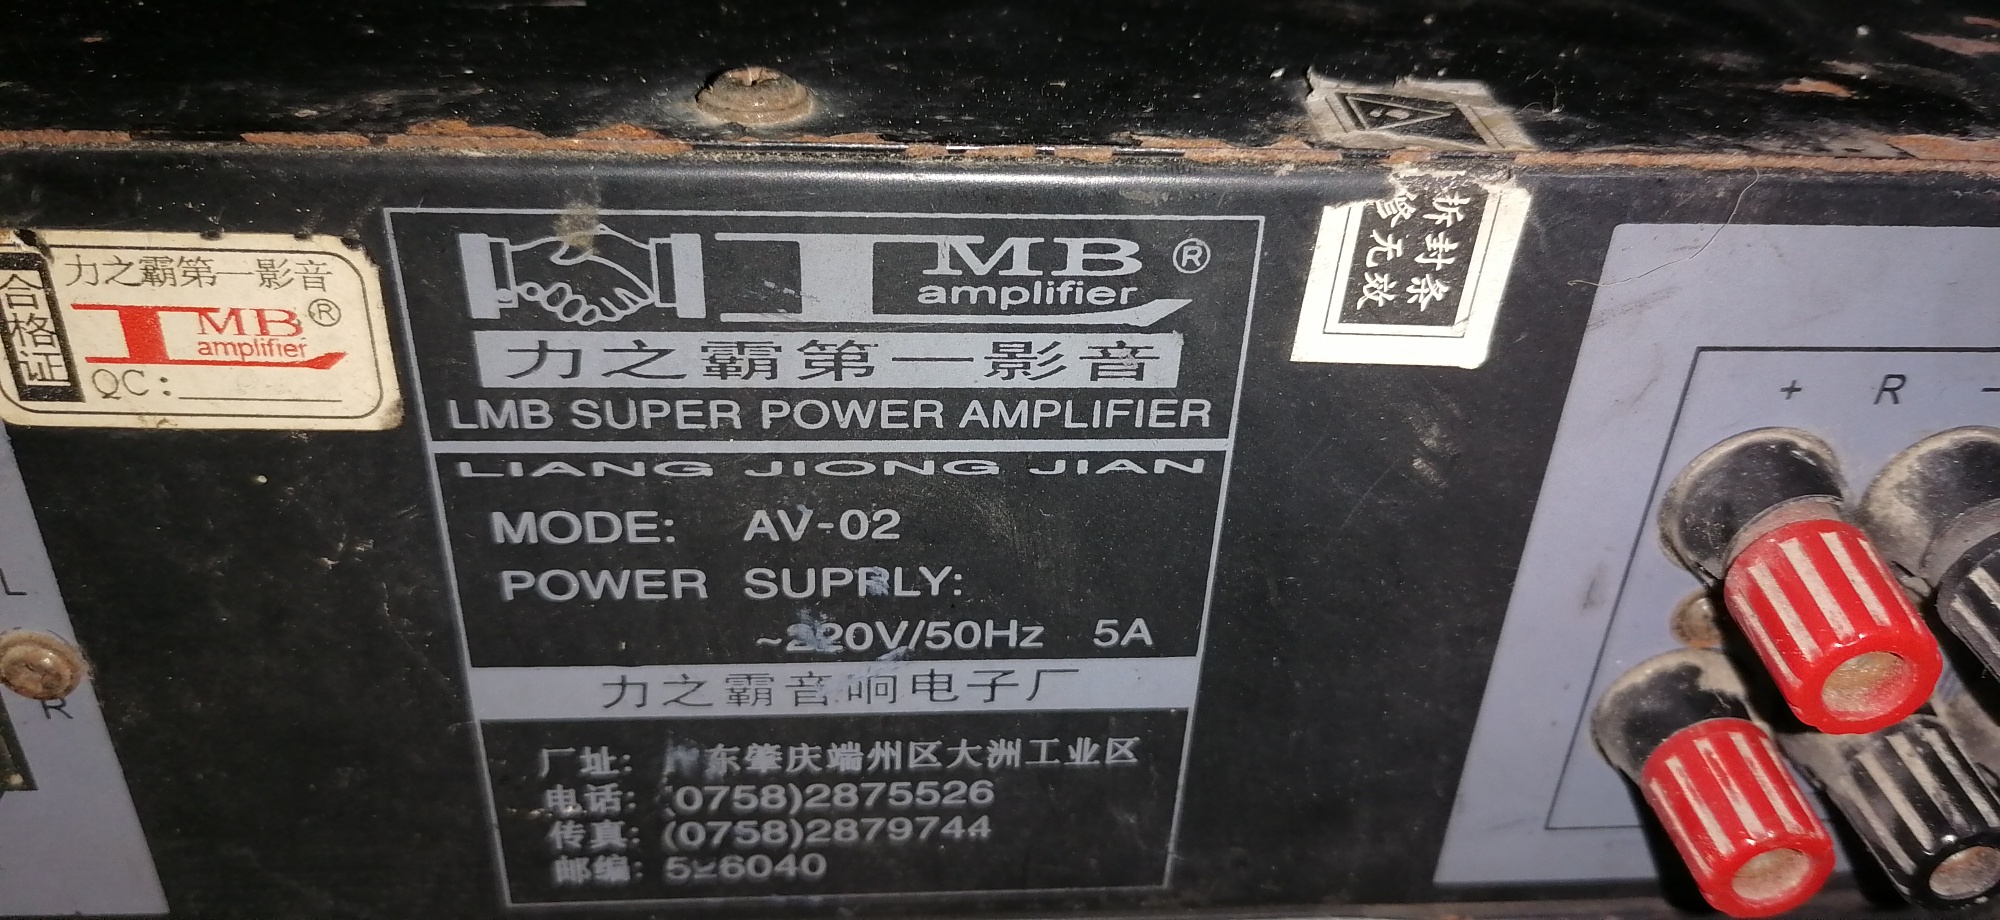 合格证
力之霸第一影音
LMB ®
amplifier
QC:
LMB ®
amplifier
力之霸第一影音
LMB SUPER POWER AMPLIFIER
LIANG JIONG JIAN
MODE: AV-02
POWER SUPPLY:
~220V/50Hz 5A
力之霸音响电子厂
厂址: 东肇庆端州区大洲工业区
电话: (0758)2875526
传真: (0758)2879744
邮编: 526040
拆封条
无效
+ R -
L
R